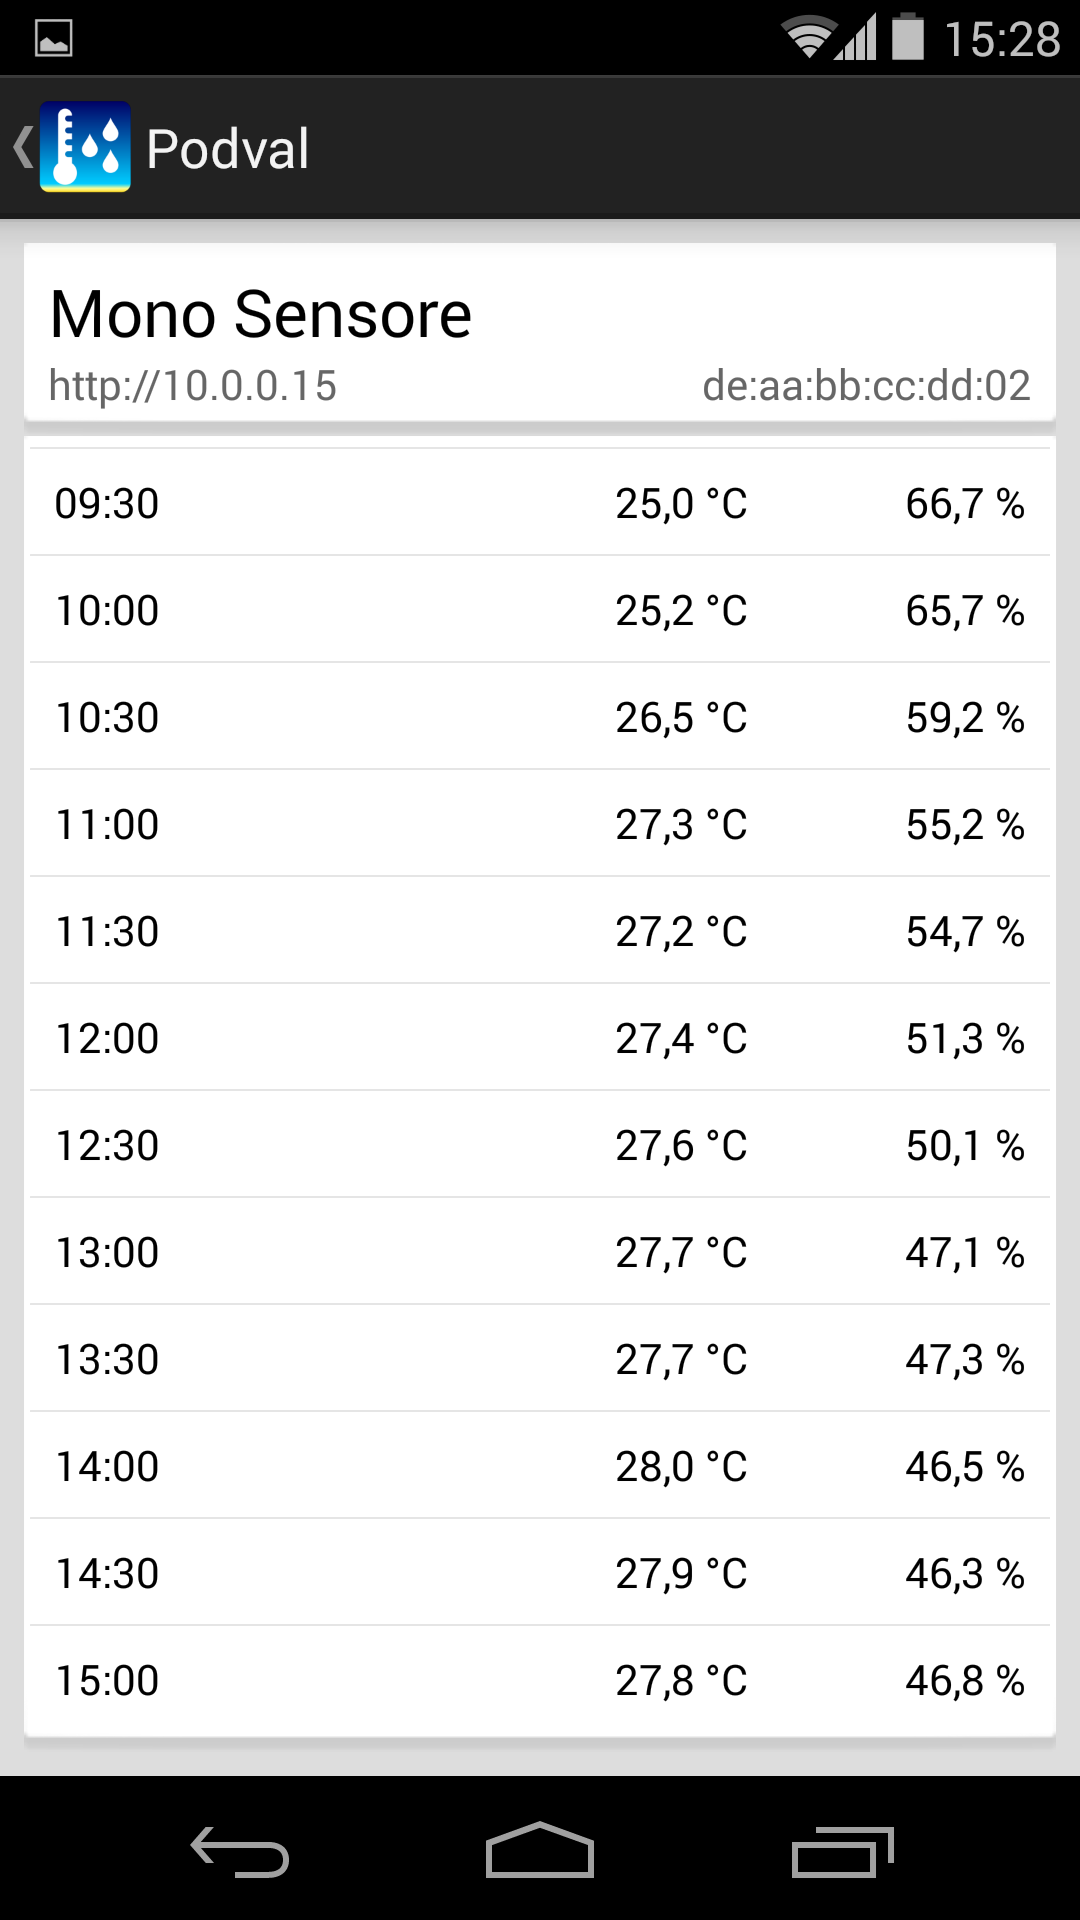 15:28
Podval
Mono Sensore
http://10.0.0.15 de:aa:bb:cc:dd:02
09:30 25,0 °C 66,7 %
10:00 25,2 °C 65,7 %
10:30 26,5 °C 59,2 %
11:00 27,3 °C 55,2 %
11:30 27,2 °C 54,7 %
12:00 27,4 °C 51,3 %
12:30 27,6 °C 50,1 %
13:00 27,7 °C 47,1 %
13:30 27,7 °C 47,3 %
14:00 28,0 °C 46,5 %
14:30 27,9 °C 46,3 %
15:00 27,8 °C 46,8 %